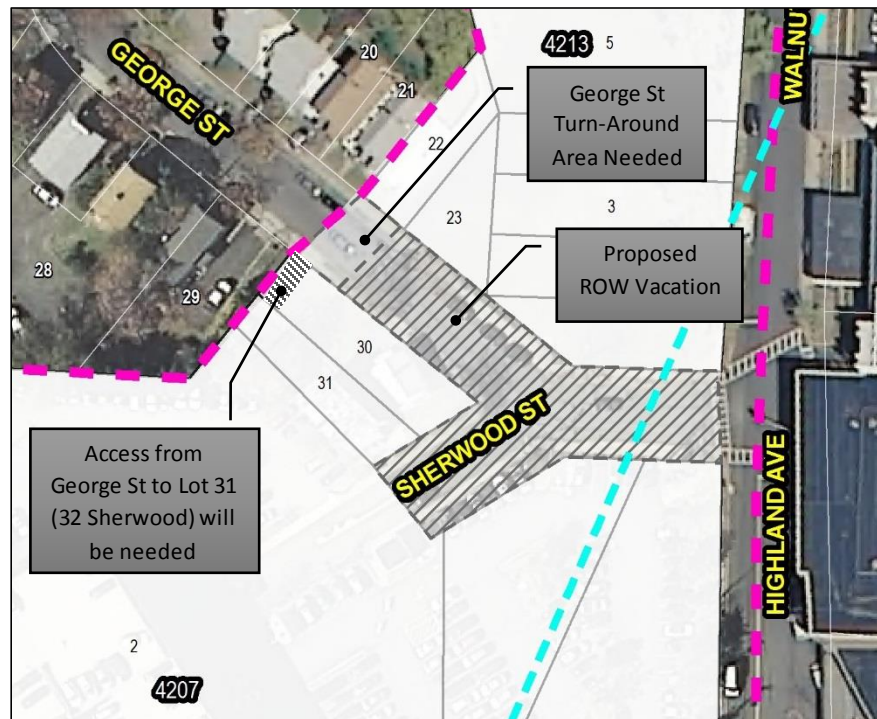 GEORGE ST
20
21
22
23
4213
5
3
George St
Turn-Around
Area Needed
WALNU
Proposed
ROW Vacation
28
29
30
31
SHERWOOD ST
Access from
George St to Lot 31
(32 Sherwood) will
be needed
HIGHLAND AVE
2
4207